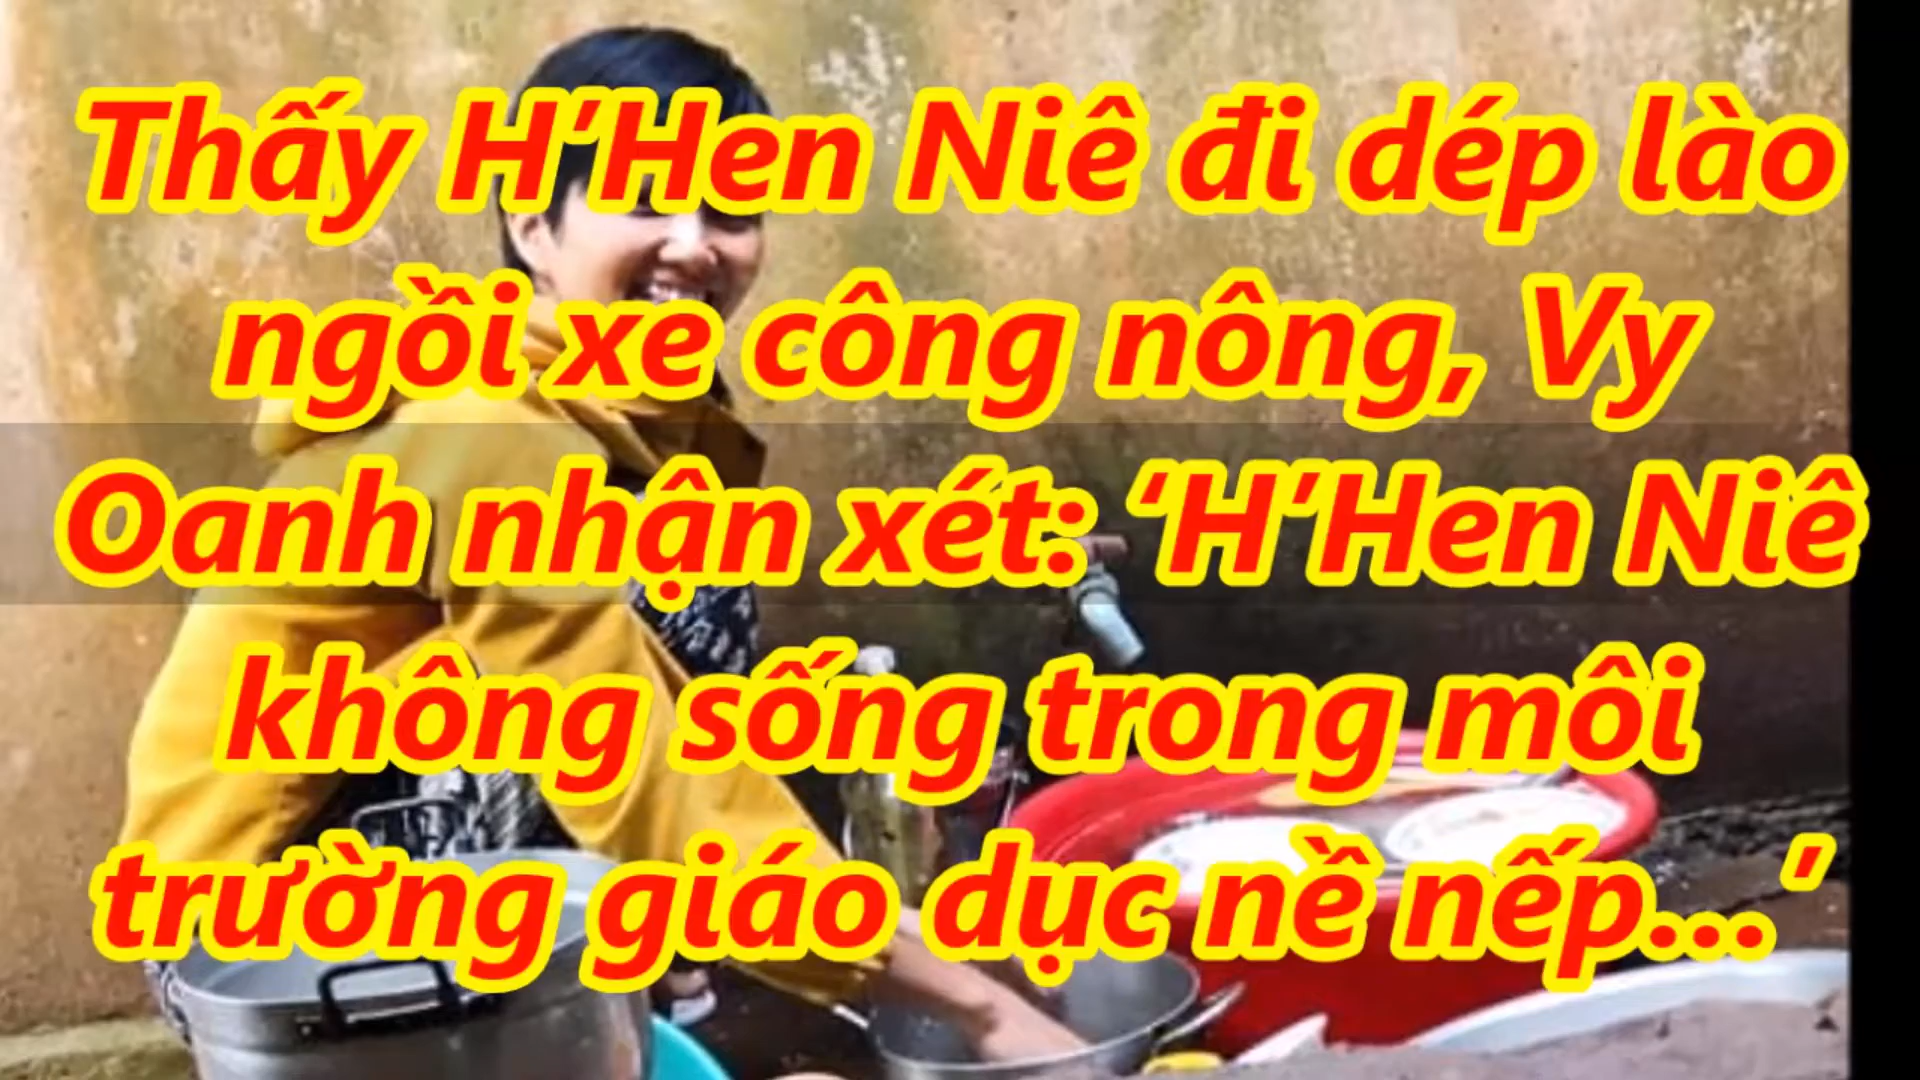 Thấy H'Hen Niê đi dép lào
ngồi xe công nông, Vy
Oanh nhận xét: ‘H’Hen Niê
không sống trong môi
trường giáo dục nề nếp...’